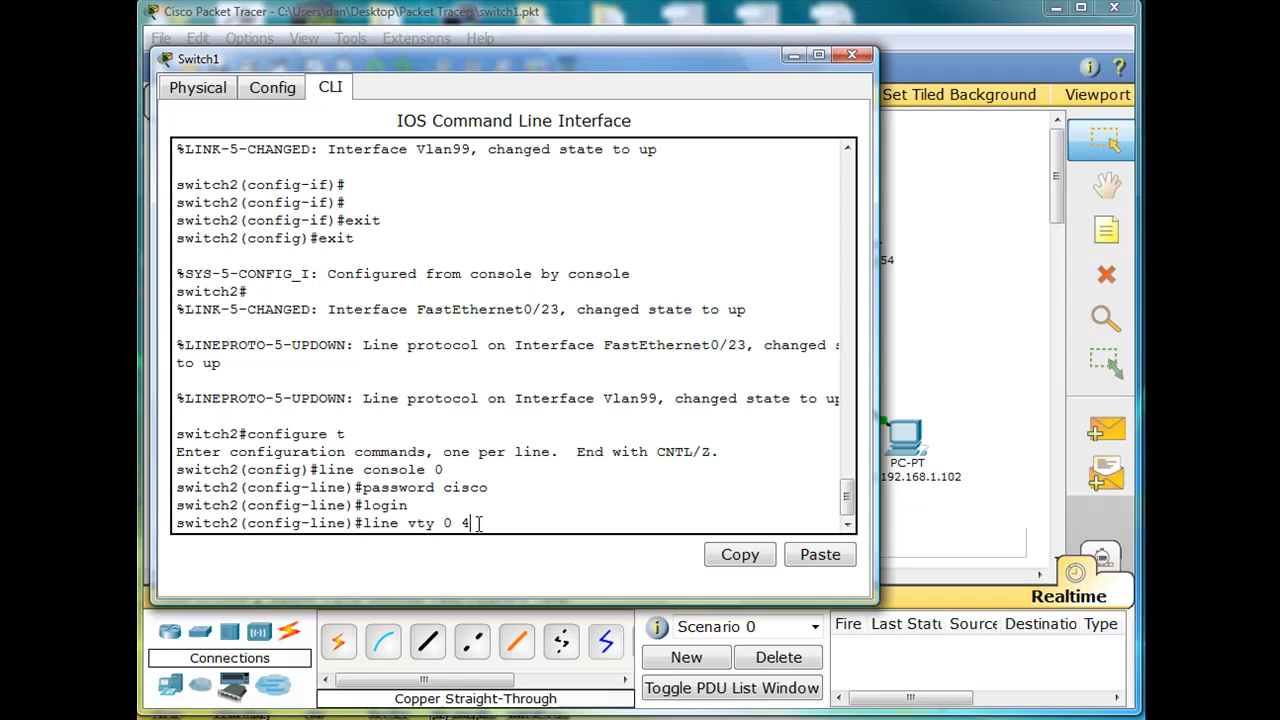 Cisco Packet Tracer - C:\Users\dan\Desktop\Packet Tracers\switch1.pkt
File Edit Options View Tools Extensions Help
Switch1
Physical Config CLI
Set Tiled Background Viewport
IOS Command Line Interface
%LINK-5-CHANGED: Interface Vlan99, changed state to up
switch2(config-if)#
switch2(config-if)#
switch2(config-if)#exit
switch2(config)#exit
%SYS-5-CONFIG_I: Configured from console by console
switch2#
%LINK-5-CHANGED: Interface FastEthernet0/23, changed state to up
%LINEPROTO-5-UPDOWN: Line protocol on Interface FastEthernet0/23, changed s
to up
%LINEPROTO-5-UPDOWN: Line protocol on Interface Vlan99, changed state to up
switch2#configure t
Enter configuration commands, one per line.  End with CNTL/Z.
switch2(config)#line console 0
switch2(config-line)#password cisco
switch2(config-line)#login
switch2(config-line)#line vty 0 4
54
PC-PT
192.168.1.102
Copy Paste
Realtime
Connections
Copper Straight-Through
Scenario 0
New Delete
Toggle PDU List Window
Fire Last Statu Source Destinatio Type